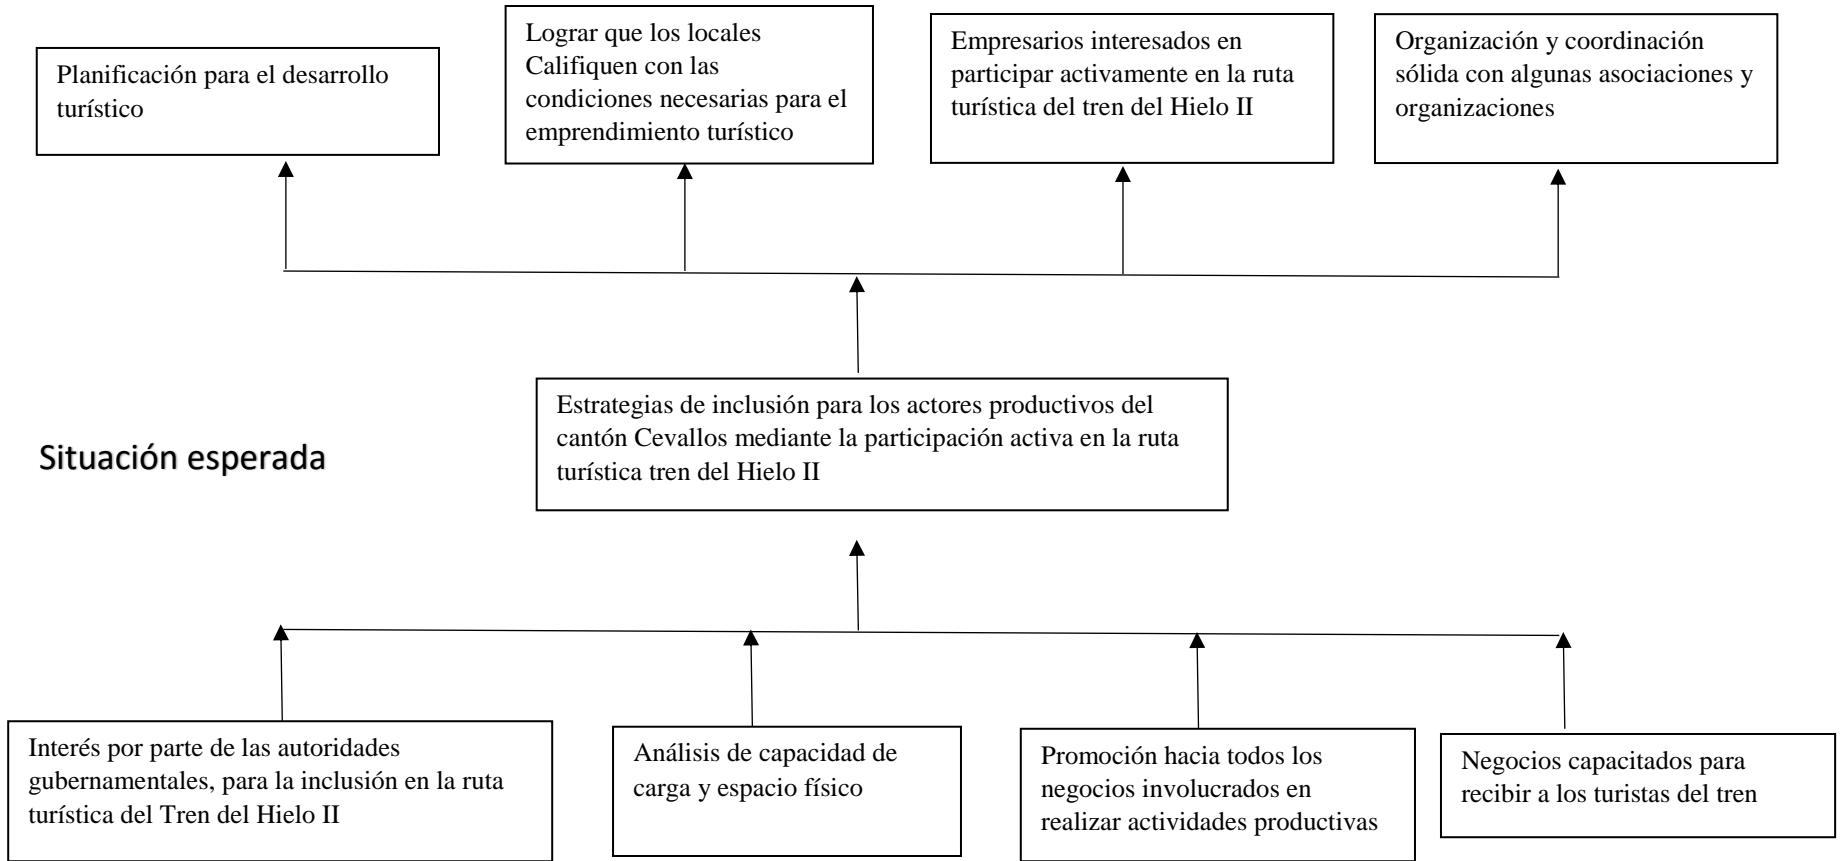 Planificación para el desarrollo
turístico
Lograr que los locales
Califiquen con las
condiciones necesarias para el
emprendimiento turístico
Empresarios interesados en
participar activamente en la ruta
turística del tren del Hielo II
Organización y coordinación
sólida con algunas asociaciones y
organizaciones
Situación esperada
Estrategias de inclusión para los actores productivos del
cantón Cevallos mediante la participación activa en la ruta
turística tren del Hielo II
Interés por parte de las autoridades
gubernamentales, para la inclusión en la ruta
turística del Tren del Hielo II
Análisis de capacidad de
carga y espacio físico
Promoción hacia todos los
negocios involucrados en
realizar actividades productivas
Negocios capacitados para
recibir a los turistas del tren